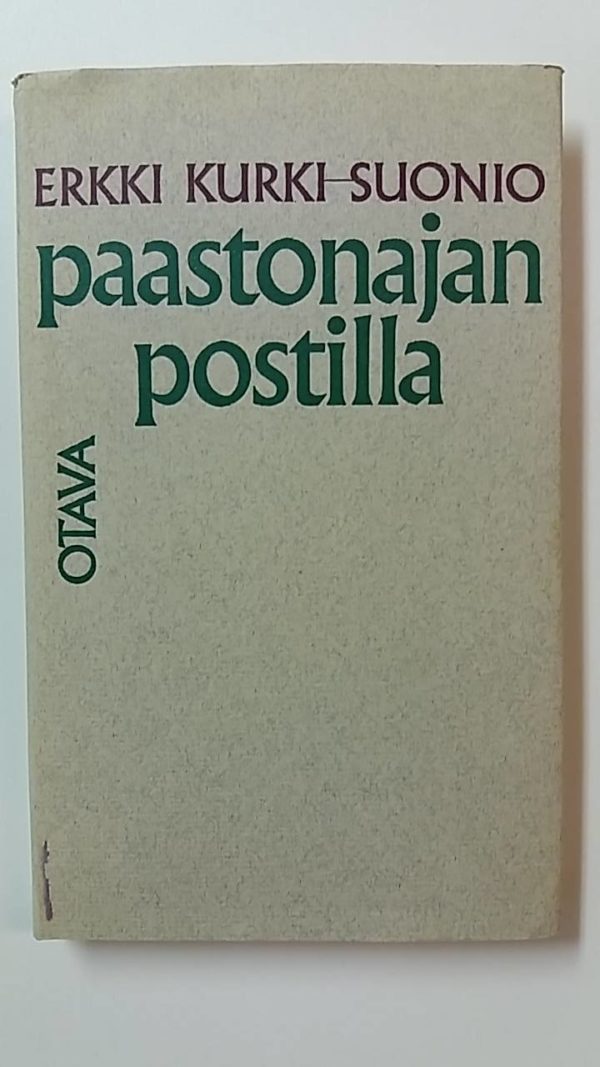 ERKKI KURKI-SUONIO
paastonajan
postilla
OTAVA